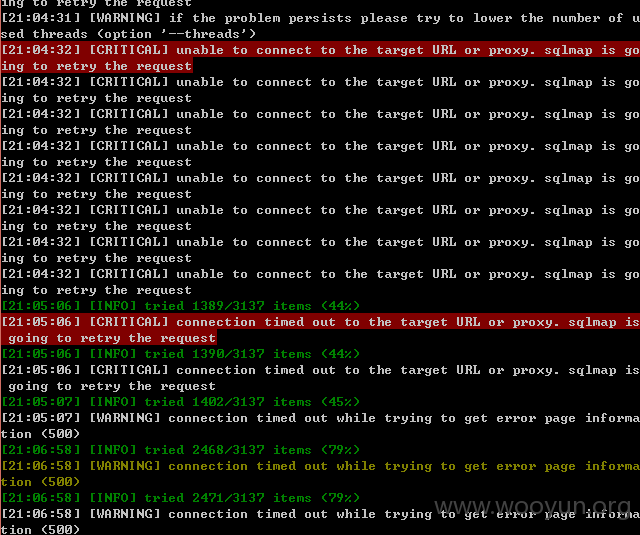 ing to retry the request
[21:04:31] [WARNING] if the problem persists please try to lower the number of u
sed threads (option '--threads')
[21:04:32] [CRITICAL] unable to connect to the target URL or proxy. sqlmap is go
ing to retry the request
[21:04:32] [CRITICAL] unable to connect to the target URL or proxy. sqlmap is go
ing to retry the request
[21:04:32] [CRITICAL] unable to connect to the target URL or proxy. sqlmap is go
ing to retry the request
[21:04:32] [CRITICAL] unable to connect to the target URL or proxy. sqlmap is go
ing to retry the request
[21:04:32] [CRITICAL] unable to connect to the target URL or proxy. sqlmap is go
ing to retry the request
[21:04:32] [CRITICAL] unable to connect to the target URL or proxy. sqlmap is go
ing to retry the request
[21:04:32] [CRITICAL] unable to connect to the target URL or proxy. sqlmap is go
ing to retry the request
[21:04:32] [CRITICAL] unable to connect to the target URL or proxy. sqlmap is go
ing to retry the request
[21:05:06] [INFO] tried 1389/3137 items (44%)
[21:05:06] [CRITICAL] connection timed out to the target URL or proxy. sqlmap is
 going to retry the request
[21:05:06] [INFO] tried 1390/3137 items (44%)
[21:05:06] [CRITICAL] connection timed out to the target URL or proxy. sqlmap is
 going to retry the request
[21:05:07] [INFO] tried 1402/3137 items (45%)
[21:05:07] [WARNING] connection timed out while trying to get error page informa
tion (500)
[21:06:58] [INFO] tried 2468/3137 items (79%)
[21:06:58] [WARNING] connection timed out while trying to get error page informa
tion (500)
[21:06:58] [INFO] tried 2471/3137 items (79%)
[21:06:58] [WARNING] connection timed out while trying to get error page informa
tion (500)
www.wooyun.org